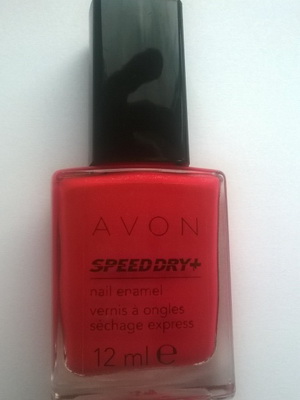 AVON
SPEED DRY+
nail enamel
vernis à ongles
séchage express
12 ml ℮